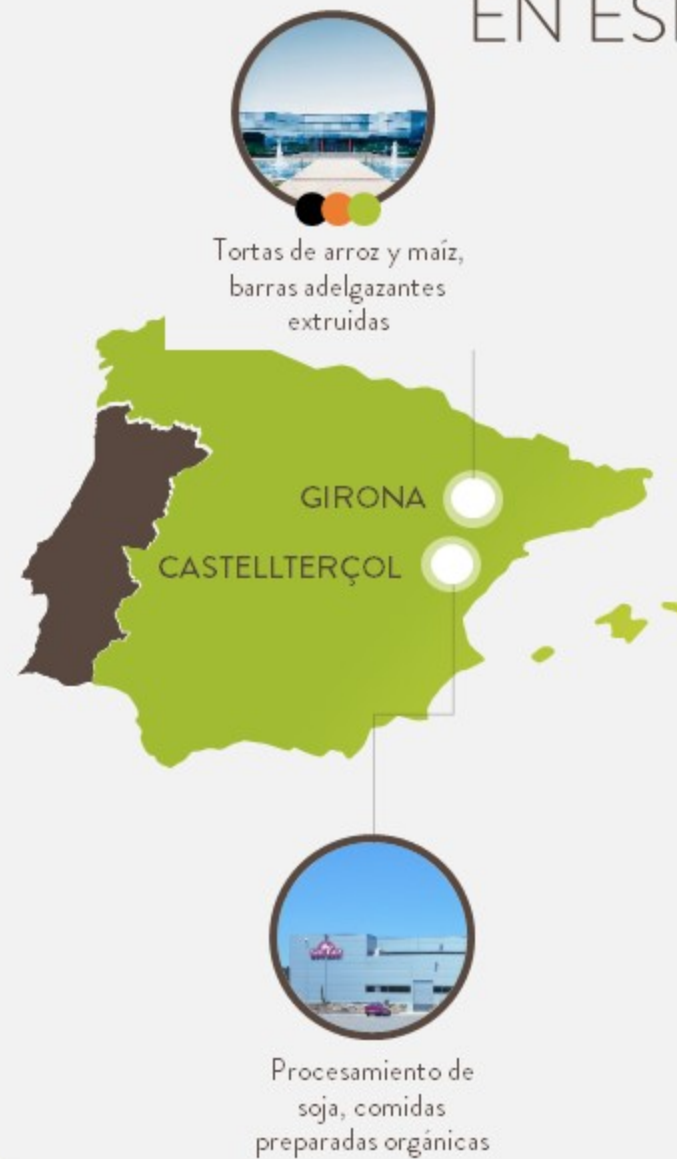 EN ES
Tortas de arroz y maíz,
barras adelgazantes
extruidas
GIRONA
CASTELLTERÇOL
Procesamiento de
soja, comidas
preparadas orgánicas